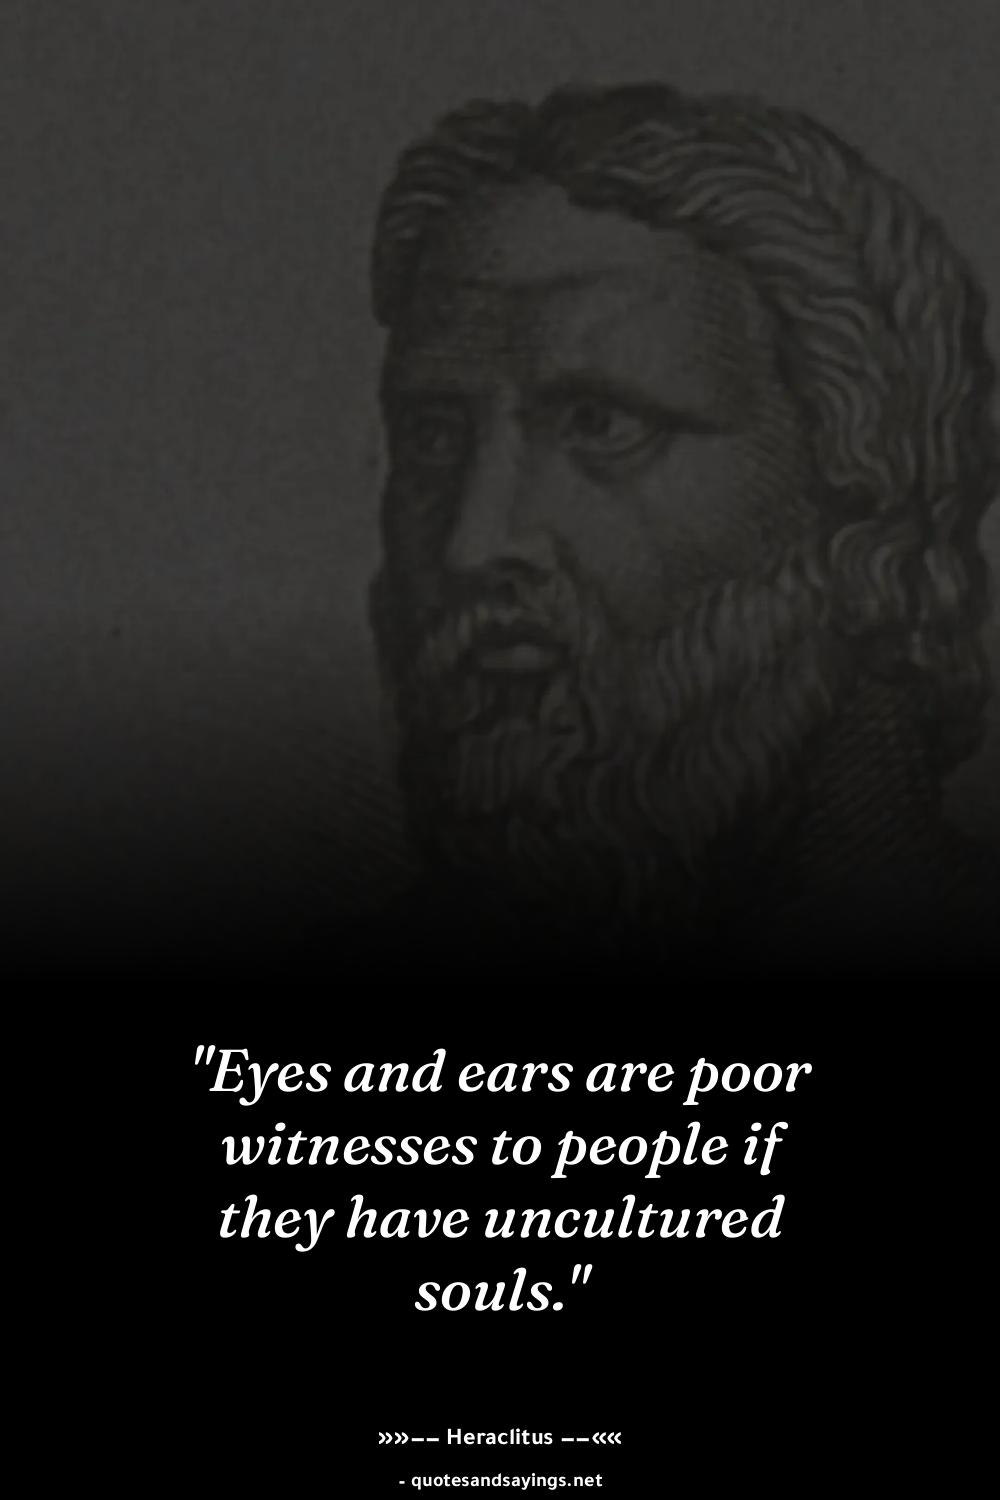 "Eyes and ears are poor
witnesses to people if
they have uncultured
souls."
»»−− Heraclitus −−««
- quotesandsayings.net